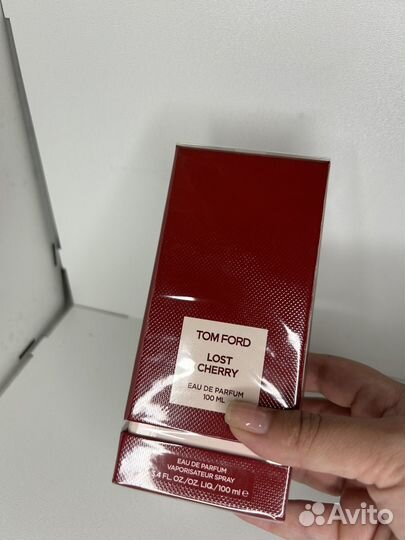 TOM FORD
LOST
CHERRY
EAU DE PARFUM
100 ML
EAU DE PARFUM
VAPORISATEUR SPRAY
3.4 FL. OZ./OZ. LIQ./100 ml e
Avito